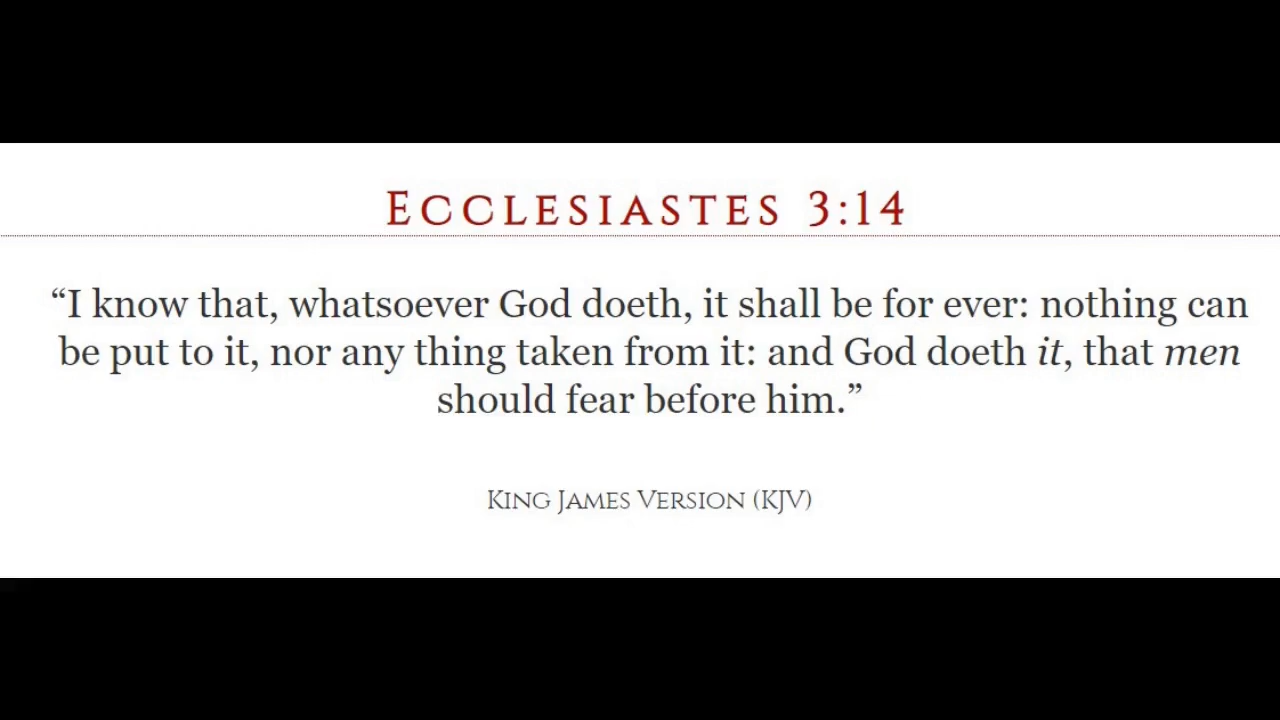 Ecclesiastes 3:14
“I know that, whatsoever God doeth, it shall be for ever: nothing can
be put to it, nor any thing taken from it: and God doeth it, that men
should fear before him.”
King James Version (KJV)